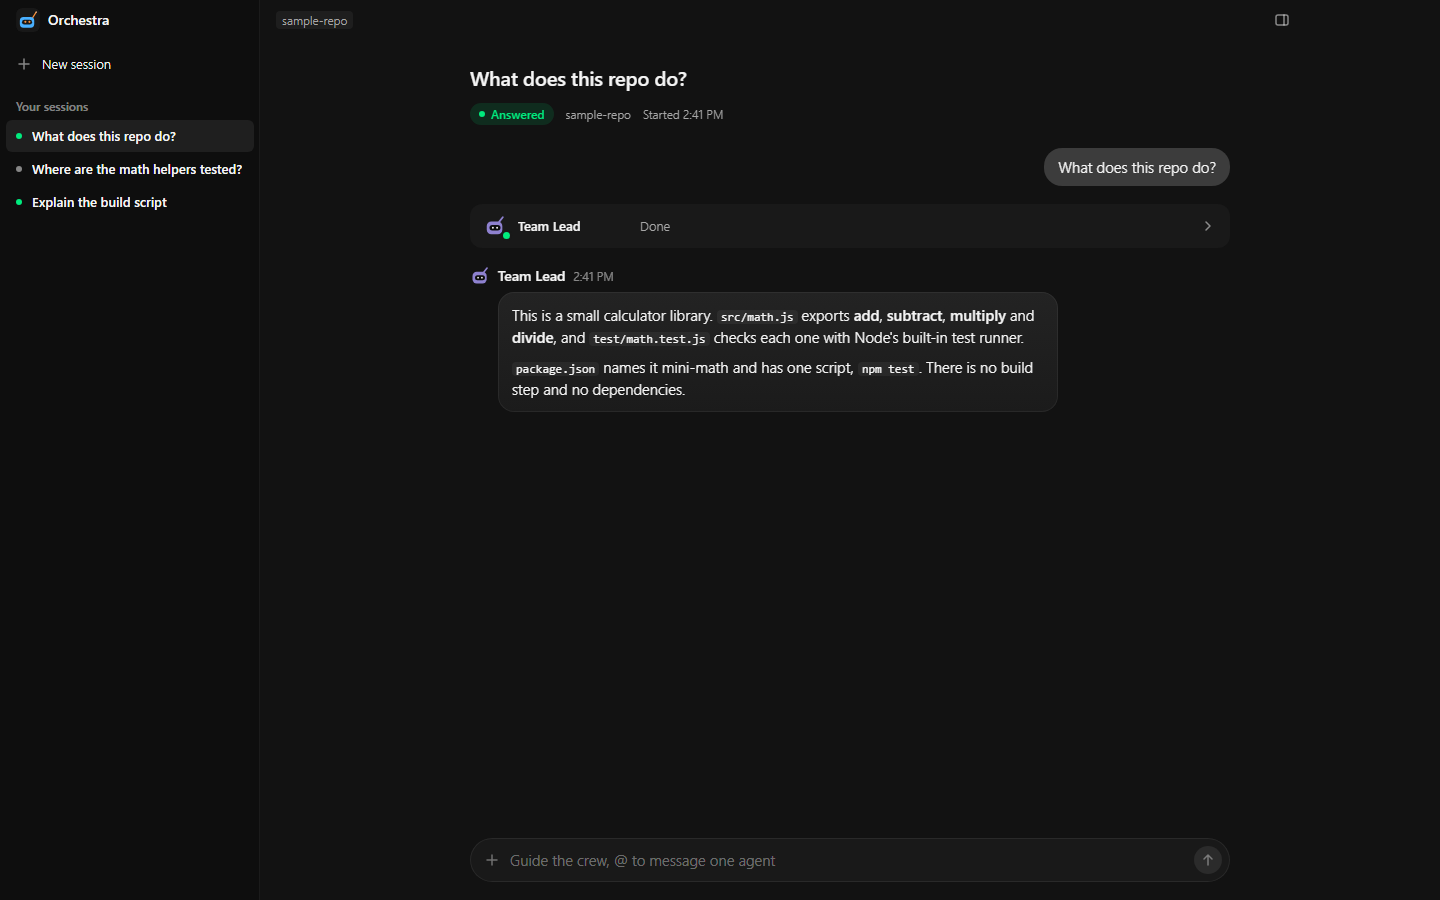 Orchestra
New session
Your sessions
What does this repo do?
Where are the math helpers tested?
Explain the build script
sample-repo
What does this repo do?
Answered sample-repo Started 2:41 PM
What does this repo do?
Team Lead Done
Team Lead 2:41 PM
This is a small calculator library. src/math.js exports add, subtract, multiply and
divide, and test/math.test.js checks each one with Node's built-in test runner.
package.json names it mini-math and has one script, npm test. There is no build
step and no dependencies.
Guide the crew, @ to message one agent